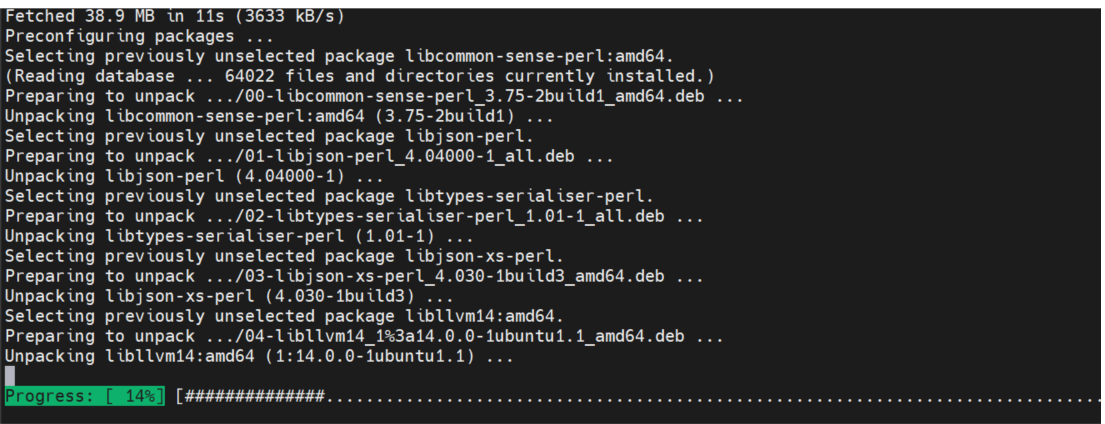 Fetched 38.9 MB in 11s (3633 kB/s)
Preconfiguring packages ...
Selecting previously unselected package libcommon-sense-perl:amd64.
(Reading database ... 64022 files and directories currently installed.)
Preparing to unpack .../00-libcommon-sense-perl_3.75-2build1_amd64.deb ...
Unpacking libcommon-sense-perl:amd64 (3.75-2build1) ...
Selecting previously unselected package libjson-perl.
Preparing to unpack .../01-libjson-perl_4.04000-1_all.deb ...
Unpacking libjson-perl (4.04000-1) ...
Selecting previously unselected package libtypes-serialiser-perl.
Preparing to unpack .../02-libtypes-serialiser-perl_1.01-1_all.deb ...
Unpacking libtypes-serialiser-perl (1.01-1) ...
Selecting previously unselected package libjson-xs-perl.
Preparing to unpack .../03-libjson-xs-perl_4.030-1build3_amd64.deb ...
Unpacking libjson-xs-perl (4.030-1build3) ...
Selecting previously unselected package libllvm14:amd64.
Preparing to unpack .../04-libllvm14_1%3a14.0.0-1ubuntu1.1_amd64.deb ...
Unpacking libllvm14:amd64 (1:14.0.0-1ubuntu1.1) ...
Progress: [ 14%] [##############.............................................................................